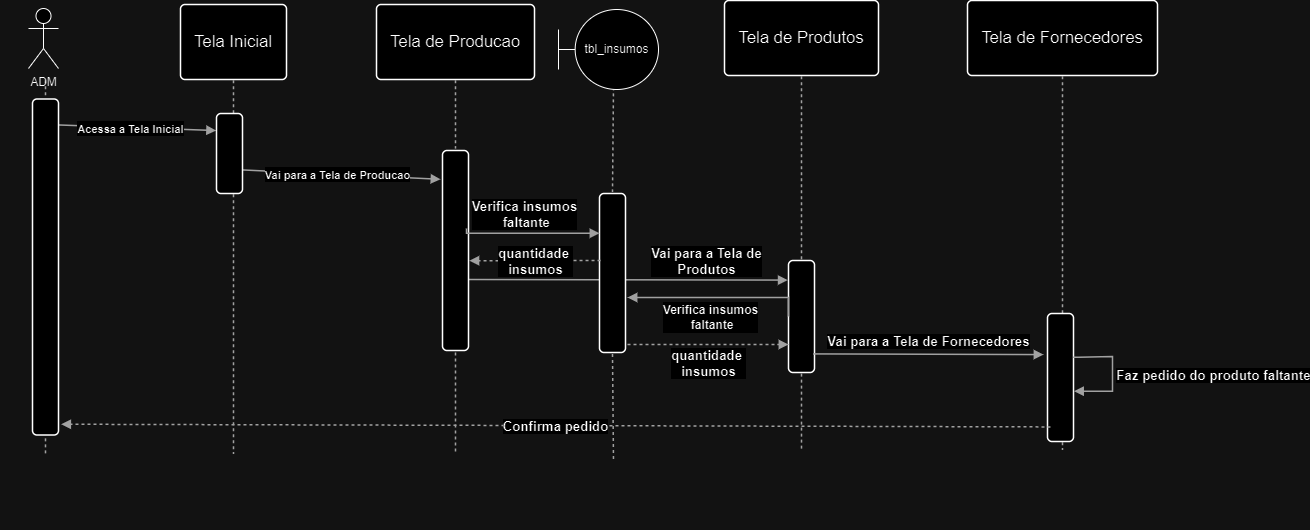 ADM
Tela Inicial
Tela de Producao
tbl_insumos
Tela de Produtos
Tela de Fornecedores
Acessa a Tela Inicial
Vai para a Tela de Producao
Verifica insumos
faltante
quantidade
insumos
Vai para a Tela de
Produtos
Verifica insumos
faltante
quantidade
insumos
Vai para a Tela de Fornecedores
Faz pedido do produto faltante
Confirma pedido